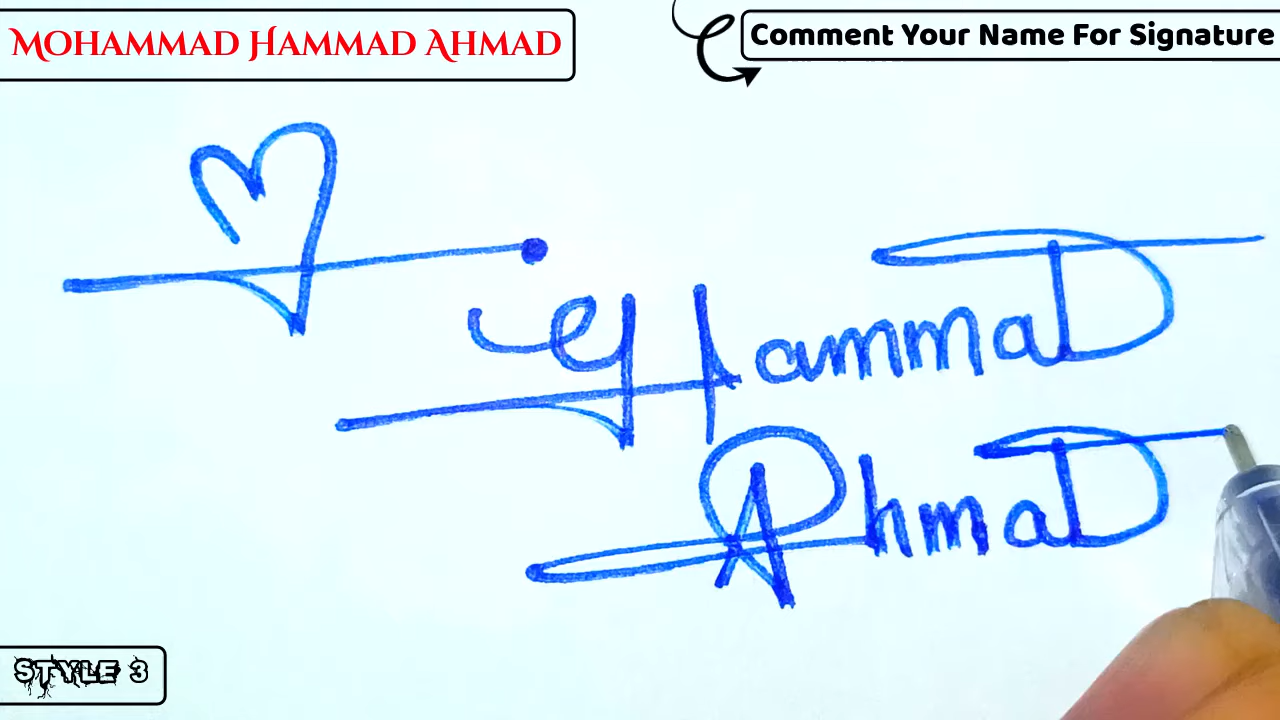 MOHAMMAD HAMMAD AHMAD
Comment Your Name For Signature
M.
HammaD
AhmaD
STYLE 3